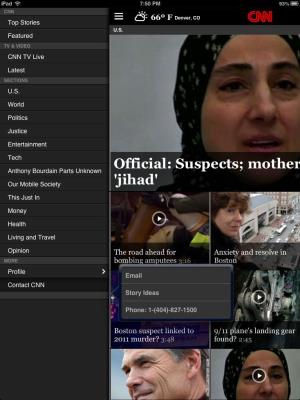 iPad
7:50 PM
93%
CNN
Top Stories
Featured
TV & VIDEO
CNN TV Live
Latest
SECTIONS
U.S.
World
Politics
Justice
Entertainment
Tech
Anthony Bourdain Parts Unknown
Our Mobile Society
This Just In
Money
Health
Living and Travel
Opinion
MORE
Profile
Contact CNN
66° F DENVER, CO
CNN
U.S.
Official: Suspects; mother
'jihad'
The road ahead for
bombing amputees 3:16
Anxiety and resolve in
Boston
Email
Story Ideas
Phone: 1-(404)-827-1500
Boston suspect linked to
2011 murder? 3:48
9/11 plane's landing gear
found? 2:45